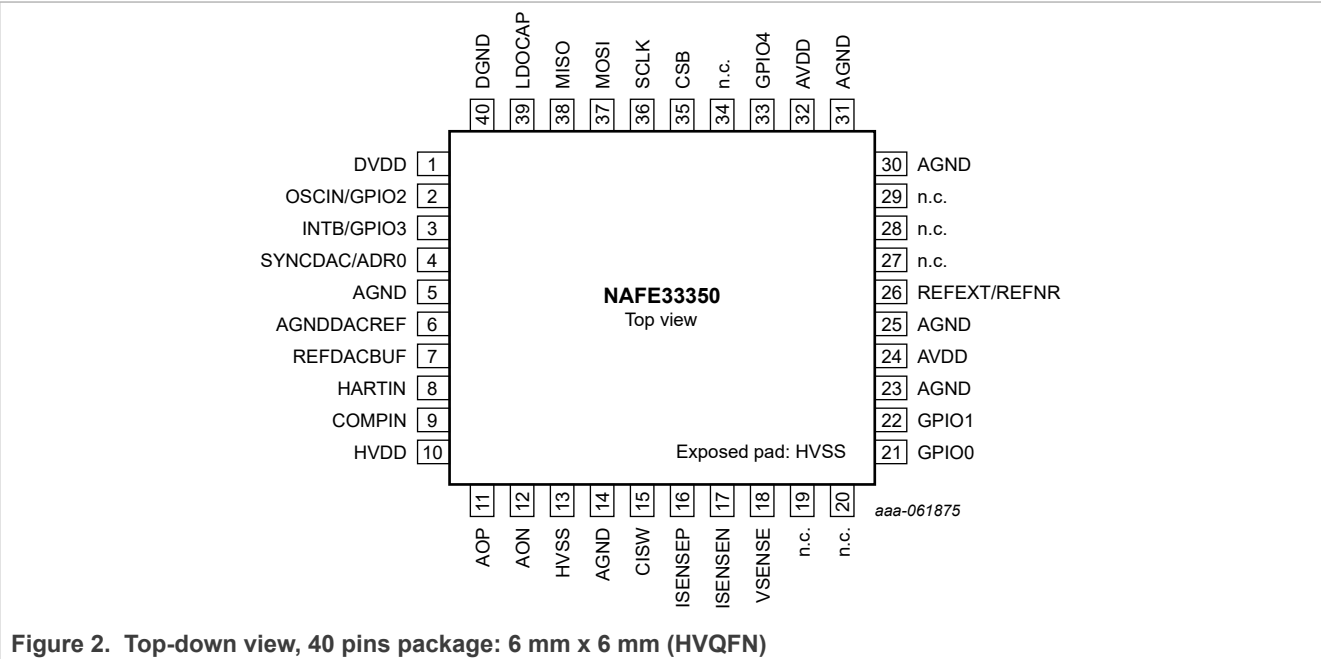 DGND
LDOCAP
MISO
MOSI
SCLK
CSB
n.c.
GPIO4
AVDD
AGND
40 39 38 37 36 35 34 33 32 31
DVDD 1
OSCIN/GPIO2 2
INTB/GPIO3 3
SYNCDAC/ADR0 4
AGND 5
AGNDDACREF 6
REFDACBUF 7
HARTIN 8
COMPIN 9
HVDD 10
NAFE33350
Top view
Exposed pad: HVSS
30 AGND
29 n.c.
28 n.c.
27 n.c.
26 REFEXT/REFNR
25 AGND
24 AVDD
23 AGND
22 GPIO1
21 GPIO0
11 12 13 14 15 16 17 18 19 20
AOP
AON
HVSS
AGND
CISW
ISENSEP
ISENSEN
VSENSE
n.c.
n.c.
aaa-061875
Figure 2. Top-down view, 40 pins package: 6 mm x 6 mm (HVQFN)